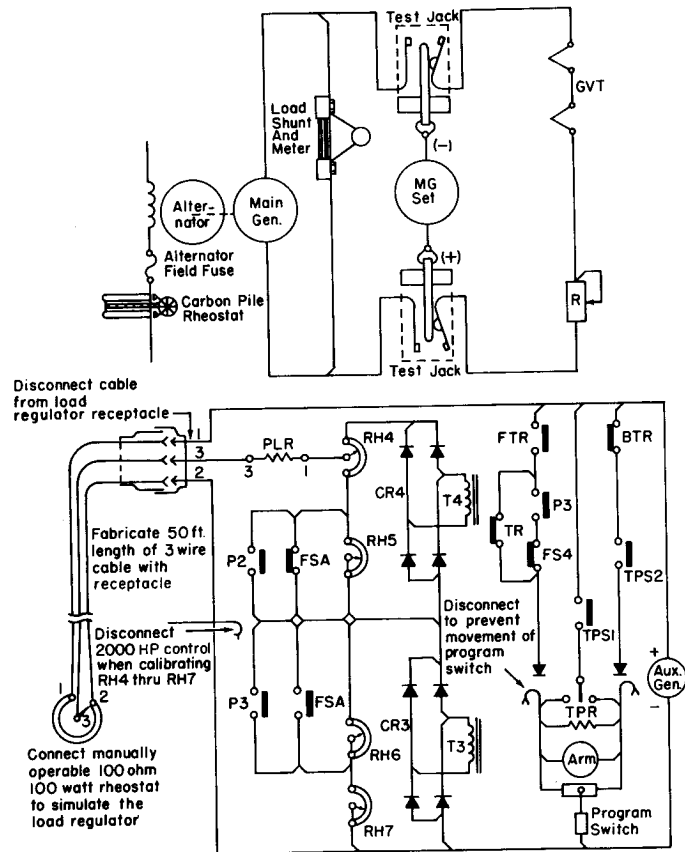 Test Jack
GVT
Load
Shunt
And
Meter
(-)
MG
Set
Alter-
nator
Main
Gen.
(+)
Alternator
Field Fuse
Carbon Pile
Rheostat
R
Test Jack
Disconnect cable
from load
regulator receptacle
1
3
2
PLR
3
1
RH4
CR4
T4
FTR
BTR
P3
TR
FS4
Fabricate 50 ft.
length of 3 wire
cable with
receptacle
P2
FSA
RH5
TPS2
Disconnect
2000 HP control
when calibrating
RH4 thru RH7
Disconnect
to prevent
movement of
program
switch
TPS1
+
Aux.
Gen.
-
1
2
3
P3
FSA
RH6
CR3
T3
TPR
Arm
Connect manually
operable 100 ohm
100 watt rheostat
to simulate the
load regulator
RH7
Program
Switch